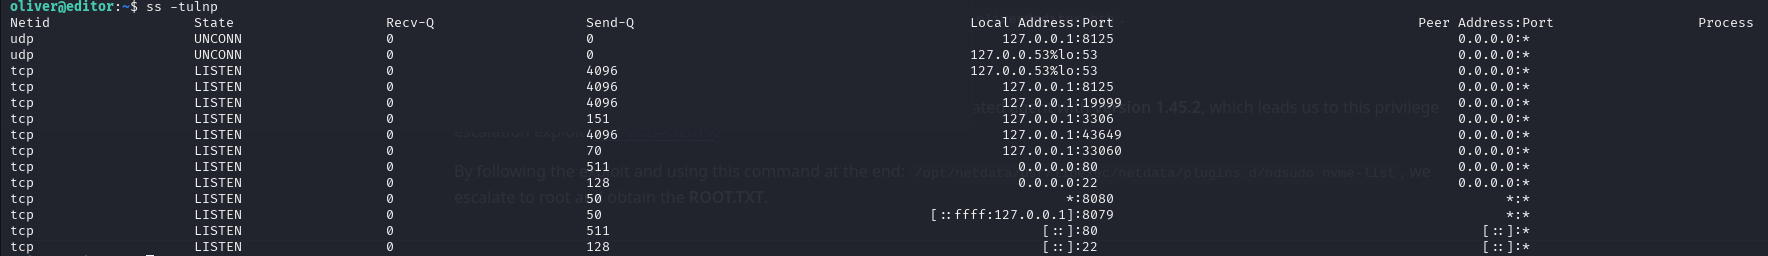 oliver@editor:~$ ss -tulnp
Netid State Recv-Q Send-Q Local Address:Port Peer Address:Port Process
udp UNCONN 0 0 127.0.0.1:8125 0.0.0.0:*
udp UNCONN 0 0 127.0.0.53%lo:53 0.0.0.0:*
tcp LISTEN 0 4096 127.0.0.53%lo:53 0.0.0.0:*
tcp LISTEN 0 4096 127.0.0.1:8125 0.0.0.0:*
tcp LISTEN 0 4096 127.0.0.1:19999 0.0.0.0:*
ated version 1.45.2, which leads us to this privilege
tcp LISTEN 0 151 127.0.0.1:3306 0.0.0.0:*
tcp LISTEN 0 4096 127.0.0.1:43649 0.0.0.0:*
escalation
tcp LISTEN 0 70 127.0.0.1:33060 0.0.0.0:*
tcp LISTEN 0 511 0.0.0.0:80 0.0.0.0:*
By following the exploit and using this command at the end: /opt/netdata/ /netdata/plugins.d/ndsudo nvme-list , we
tcp LISTEN 0 128 0.0.0.0:22 0.0.0.0:*
tcp LISTEN 0 50 *:8080 *:*
escalate to root and obtain the ROOT.TXT.
tcp LISTEN 0 50 [::ffff:127.0.0.1]:8079 *:*
tcp LISTEN 0 511 [::]:80 [::]:*
tcp LISTEN 0 128 [::]:22 [::]:*